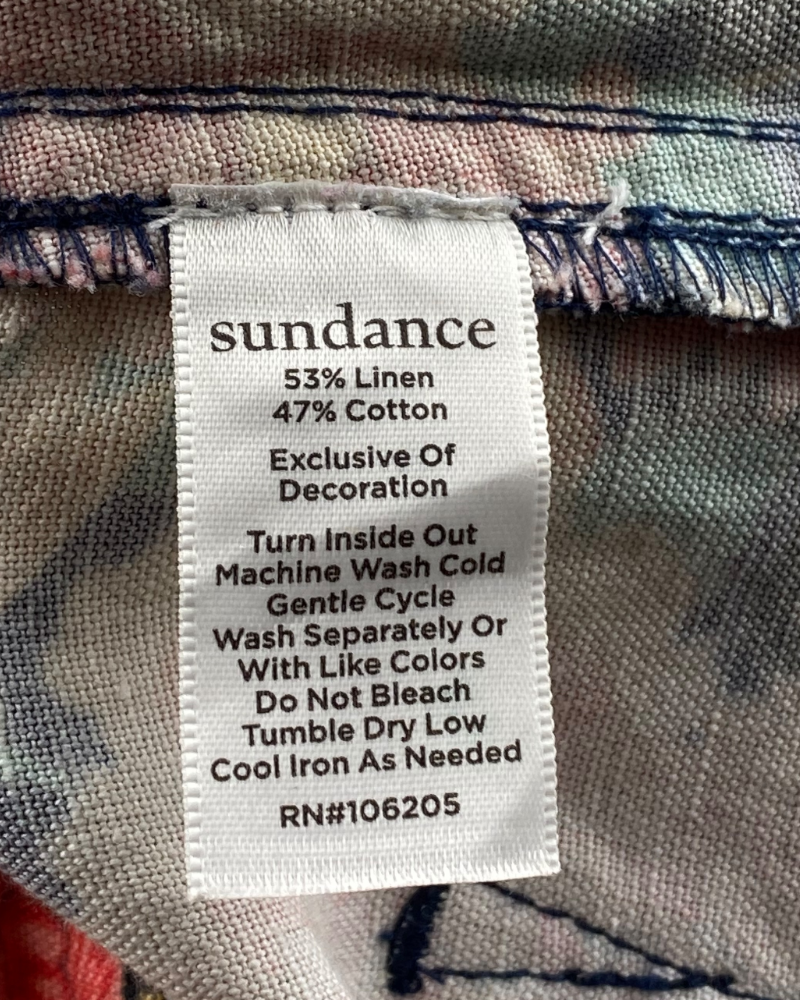 sundance
53% Linen
47% Cotton
Exclusive Of
Decoration
Turn Inside Out
Machine Wash Cold
Gentle Cycle
Wash Separately Or
With Like Colors
Do Not Bleach
Tumble Dry Low
Cool Iron As Needed
RN#106205